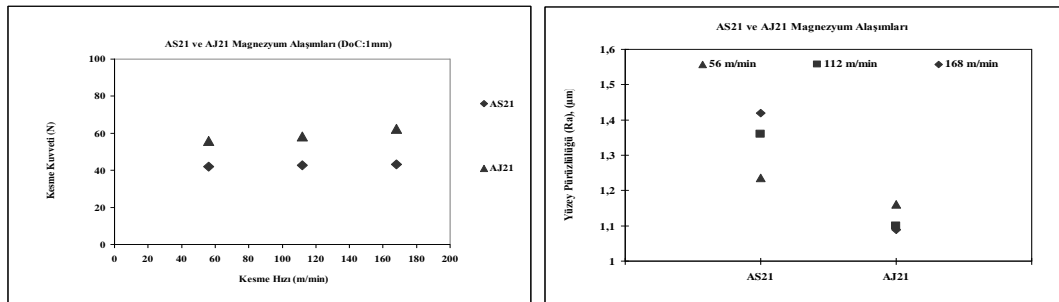 AS21 ve AJ21 Magnezyum Alaşımları (DoC:1mm)
100
80
60
40
20
0
Kesme Kuvveti (N)
0 20 40 60 80 100 120 140 160 180 200
Kesme Hızı (m/min)
AS21
AJ21
AS21 ve AJ21 Magnezyum Alaşımları
56 m/min 112 m/min 168 m/min
1,6
1,5
1,4
1,3
1,2
1,1
1
Yüzey Pürüzlülüğü (Ra), (µm)
AS21 AJ21